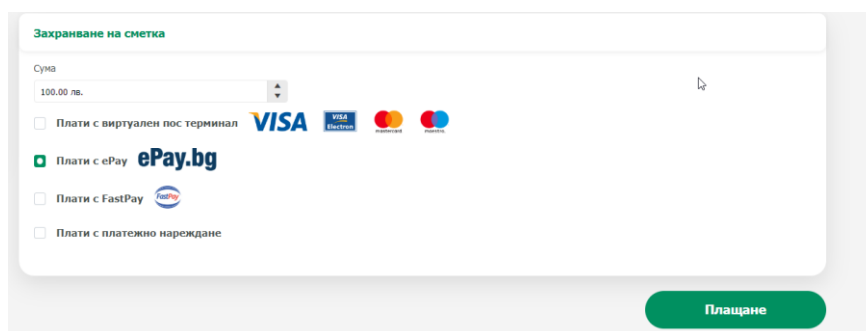 Захранване на сметка
Сума
100.00 лв.
Плати с виртуален пос терминал VISA VISA Electron mastercard maestro
Плати с ePay ePay.bg
Плати с FastPay FastPay
Плати с платежно нареждане
Плащане